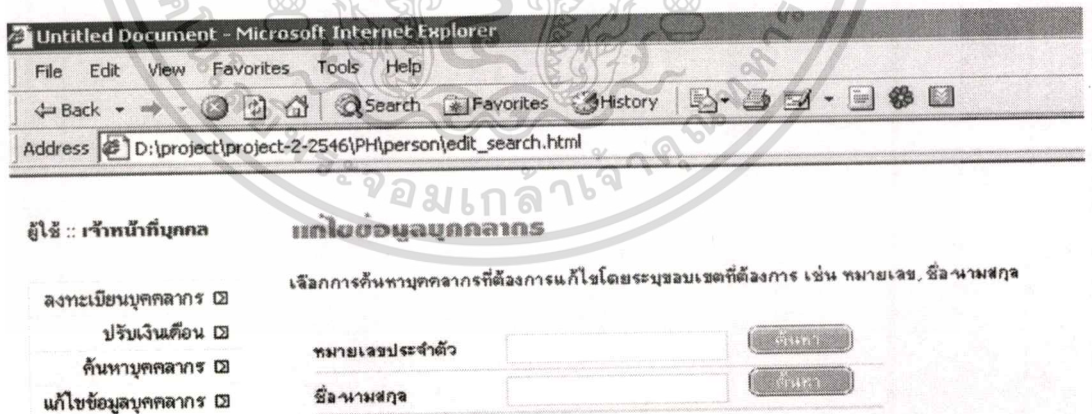 Untitled Document - Microsoft Internet Explorer
File Edit View Favorites Tools Help
Back Search Favorites History
Address D:\project\project-2-2546\PH\person\edit_search.html
ผู้ใช้ :: เจ้าหน้าที่บุคคล
แก้ไขข้อมูลบุคลากร
เลือกการค้นหาบุคคลากรที่ต้องการแก้ไขโดยระบุขอบเขตที่ต้องการ เช่น หมายเลข, ชื่อ-นามสกุล
ลงทะเบียนบุคคลากร
ปรับเงินเดือน
ค้นหาบุคคลากร
แก้ไขข้อมูลบุคคลากร
หมายเลขประจำตัว ค้นหา
ชื่อ-นามสกุล ค้นหา